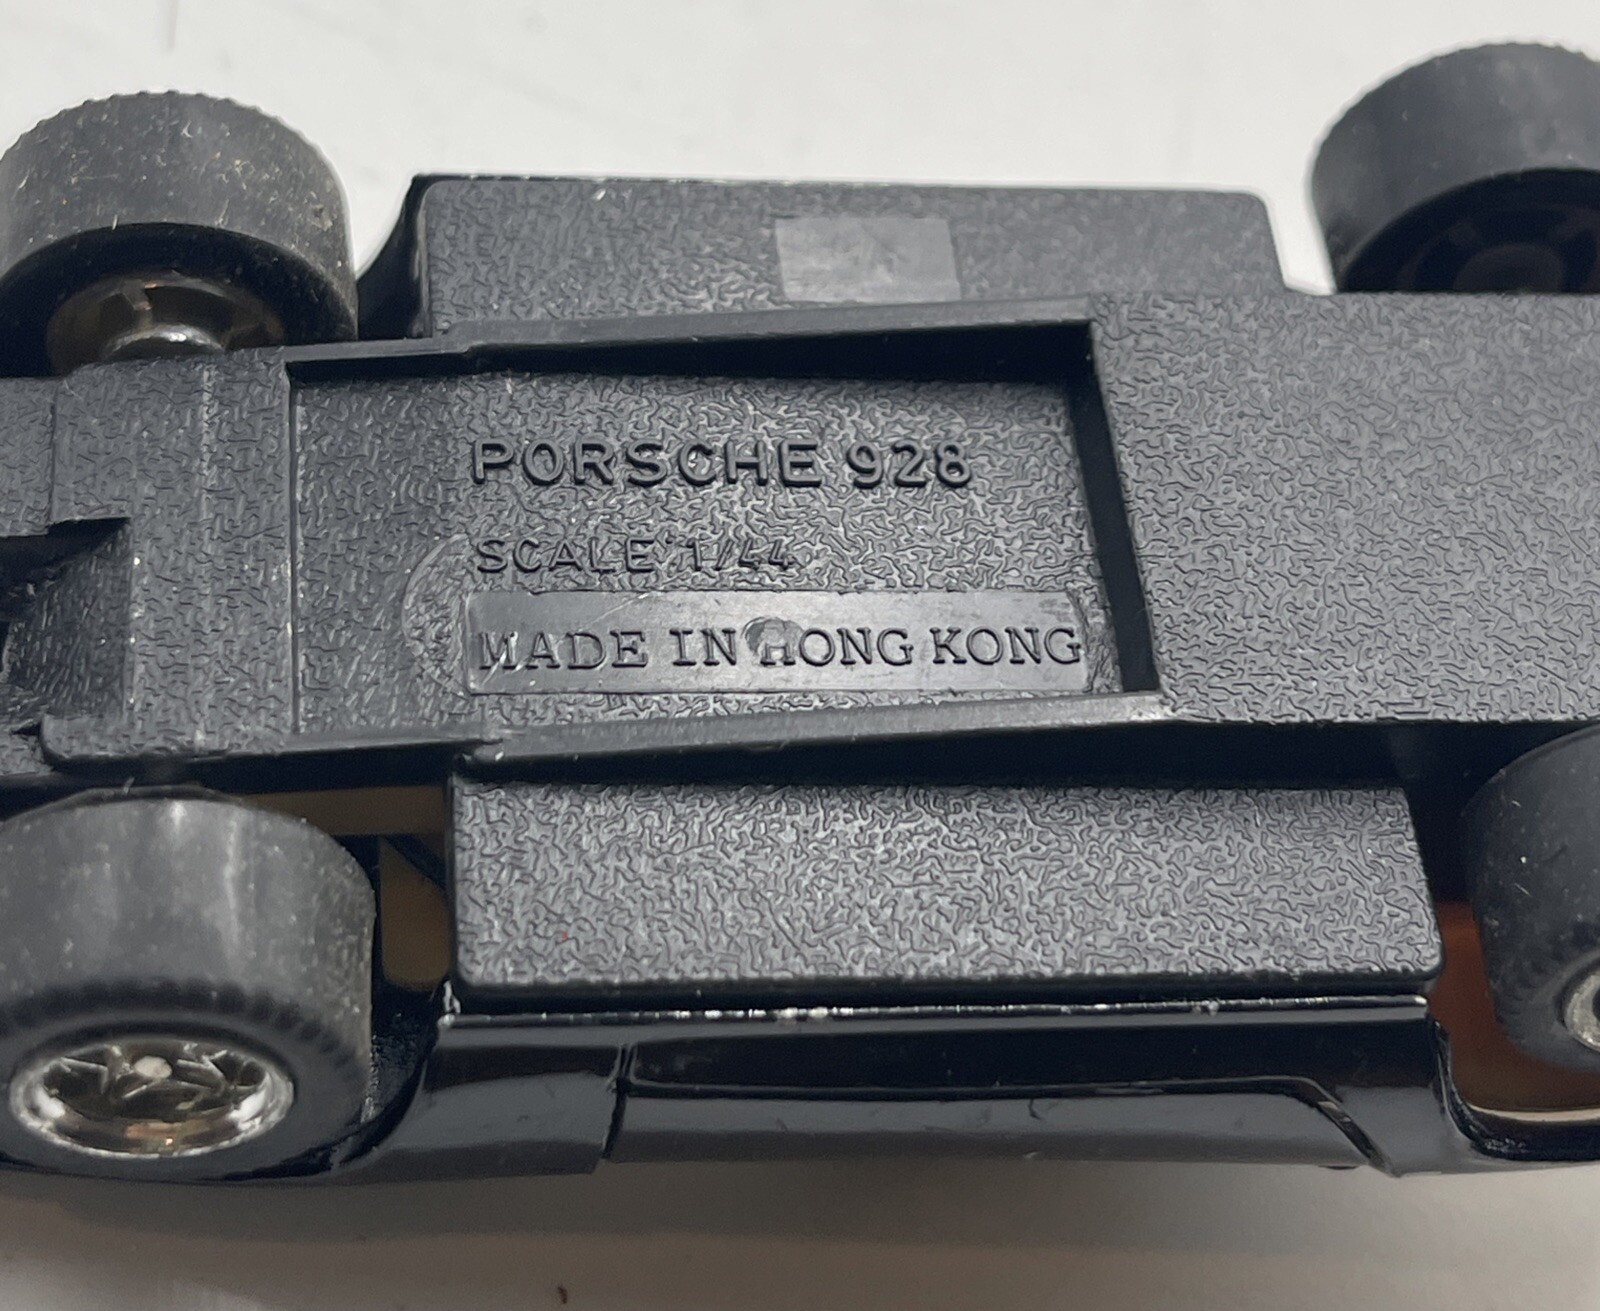 PORSCHE 928
SCALE 1/44
MADE IN HONG KONG